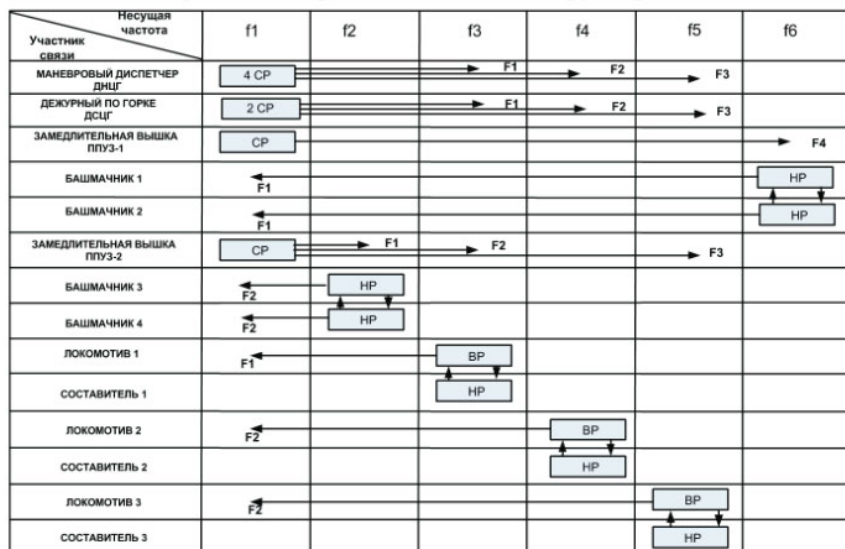 Несущая
частота
Участник
связи
f1 f2 f3 f4 f5 f6
МАНЕВРОВЫЙ ДИСПЕТЧЕР
ДНЦГ
4 СР F1 F2 F3
ДЕЖУРНЫЙ ПО ГОРКЕ
ДСЦГ
2 СР F1 F2 F3
ЗАМЕДЛИТЕЛЬНАЯ ВЫШКА
ППУЗ-1
СР F4
БАШМАЧНИК 1 F1 НР
БАШМАЧНИК 2 F1 НР
ЗАМЕДЛИТЕЛЬНАЯ ВЫШКА
ППУЗ-2
СР F1 F2 F3
БАШМАЧНИК 3 F2 НР
БАШМАЧНИК 4 F2 НР
ЛОКОМОТИВ 1 F1 ВР
СОСТАВИТЕЛЬ 1 НР
ЛОКОМОТИВ 2 F2 ВР
СОСТАВИТЕЛЬ 2 НР
ЛОКОМОТИВ 3 F2 ВР
СОСТАВИТЕЛЬ 3 НР